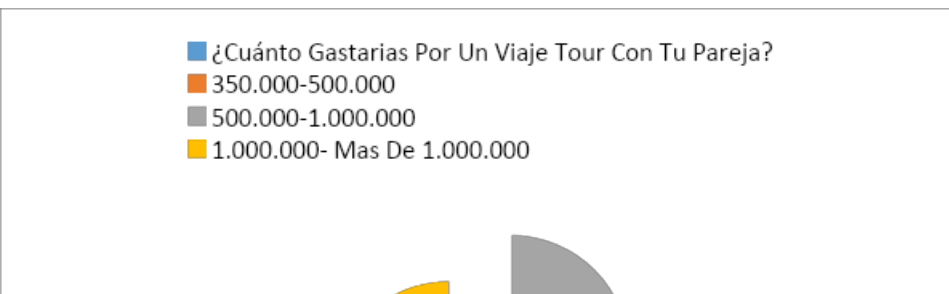 ¿Cuánto Gastarias Por Un Viaje Tour Con Tu Pareja?
350.000-500.000
500.000-1.000.000
1.000.000- Mas De 1.000.000